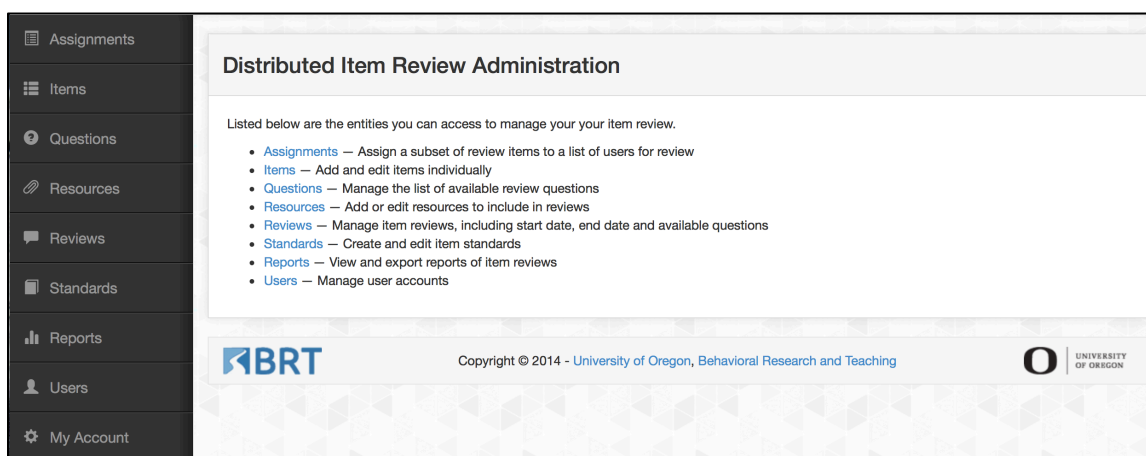 Assignments
Items
Questions
Resources
Reviews
Standards
Reports
Users
My Account
Distributed Item Review Administration
Listed below are the entities you can access to manage your your item review.
• Assignments — Assign a subset of review items to a list of users for review
• Items — Add and edit items individually
• Questions — Manage the list of available review questions
• Resources — Add or edit resources to include in reviews
• Reviews — Manage item reviews, including start date, end date and available questions
• Standards — Create and edit item standards
• Reports — View and export reports of item reviews
• Users — Manage user accounts
BRT
Copyright © 2014 - University of Oregon, Behavioral Research and Teaching
O
UNIVERSITY
OF OREGON